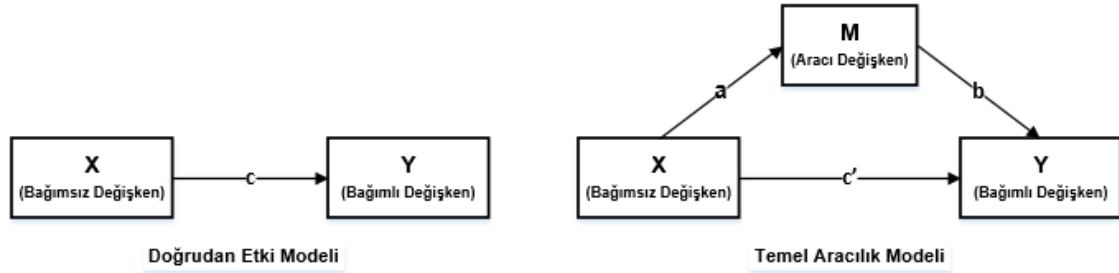 X
(Bağımsız Değişken)
c
Y
(Bağımlı Değişken)
Doğrudan Etki Modeli
M
(Aracı Değişken)
a
b
X
(Bağımsız Değişken)
c'
Y
(Bağımlı Değişken)
Temel Aracılık Modeli